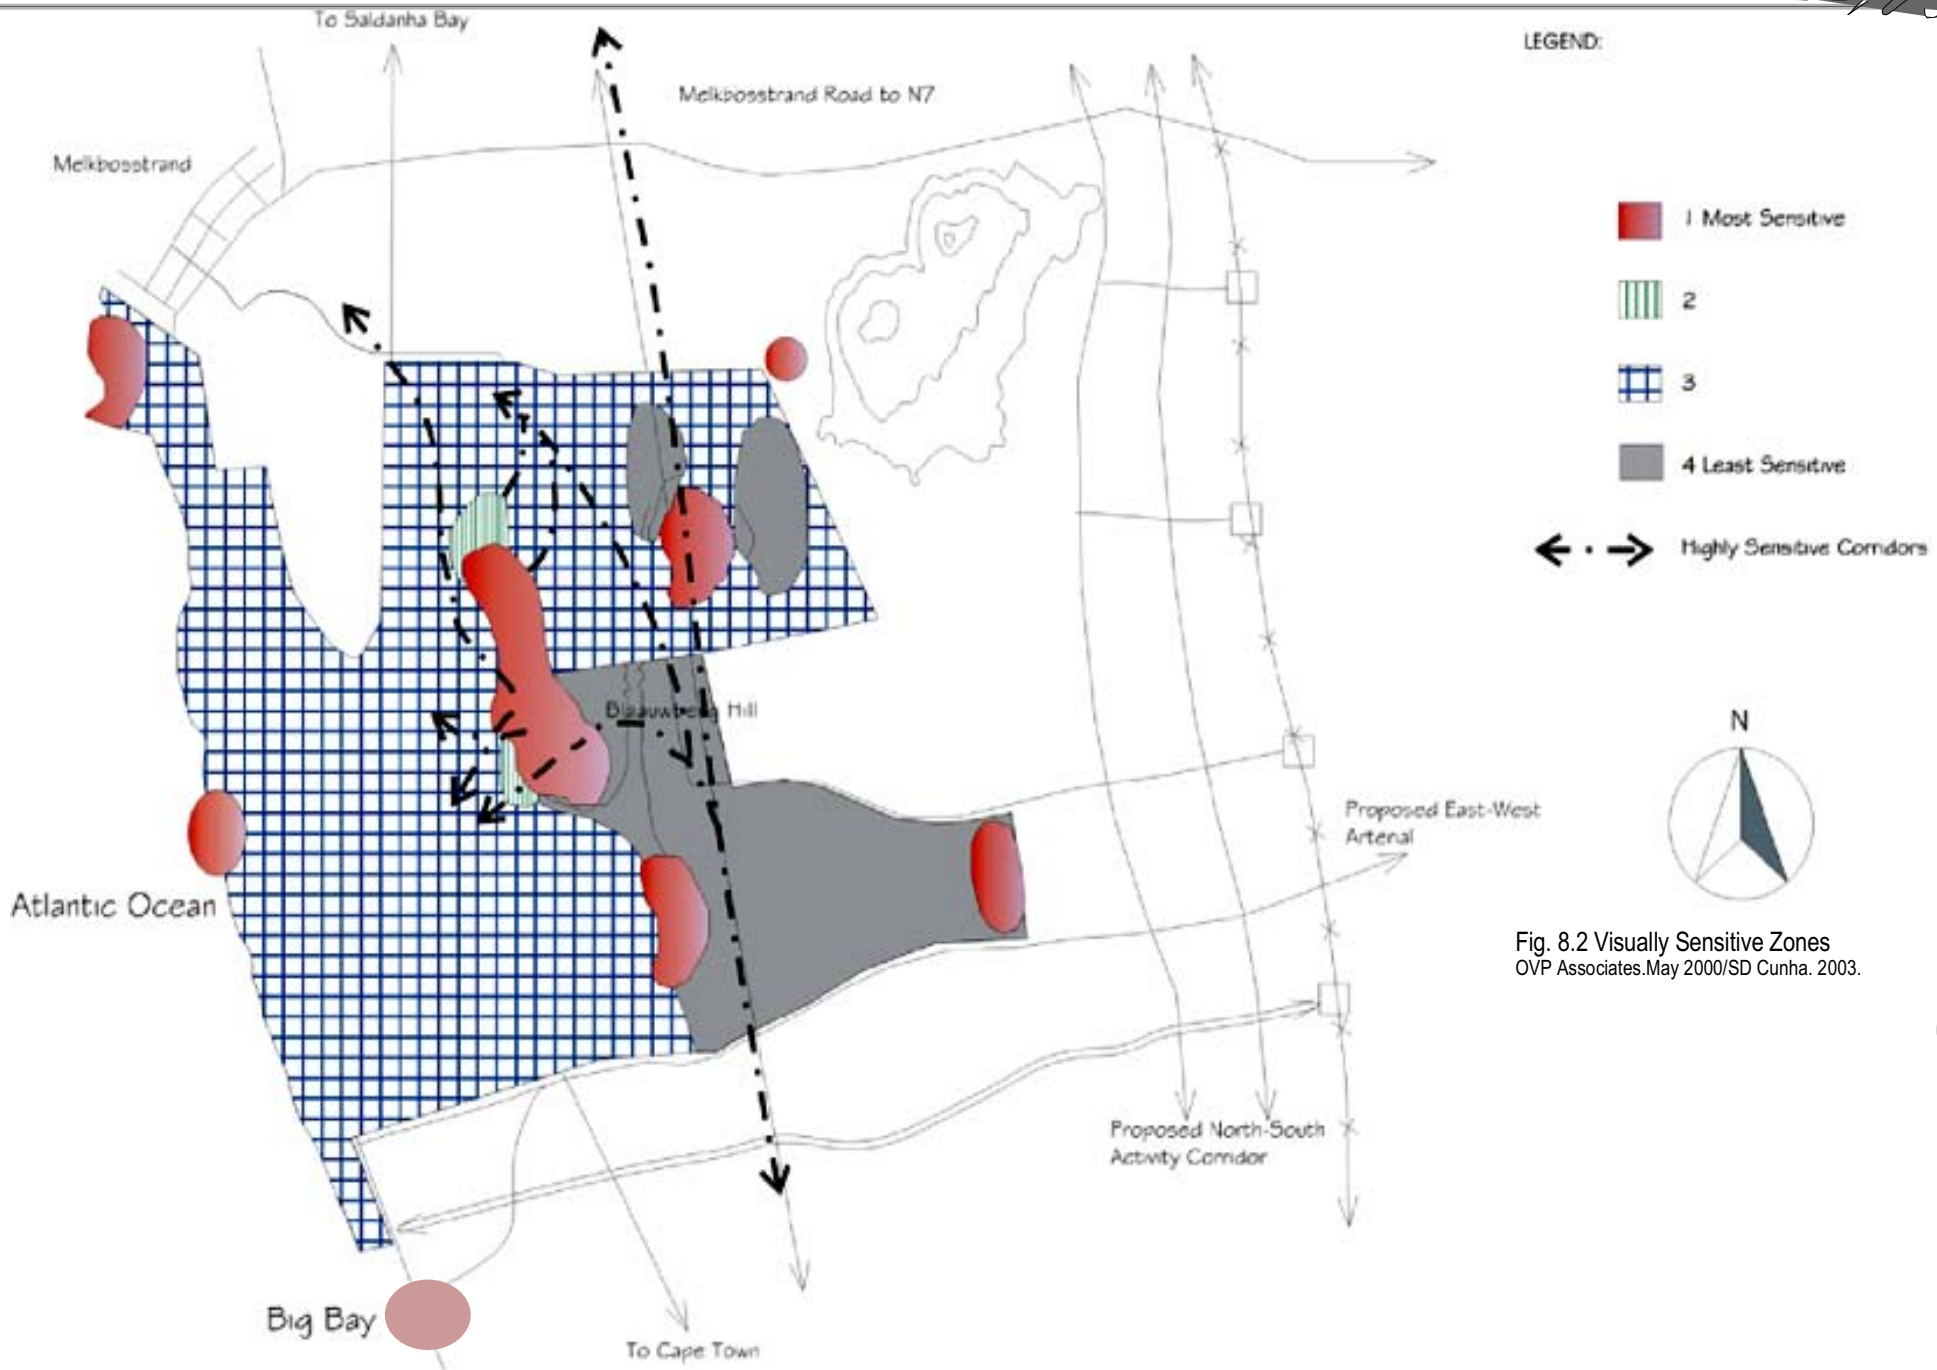 To Saldanha Bay
LEGEND:
Melkbosstrand Road to N7
Melkbosstrand
1 Most Sensitive
2
3
4 Least Sensitive
Highly Sensitive Corridors
Blaauwberg Hill
N
Proposed East-West
Arterial
Atlantic Ocean
Fig. 8.2 Visually Sensitive Zones
OVP Associates.May 2000/SD Cunha. 2003.
Proposed North-South
Activity Corridor
Big Bay
To Cape Town